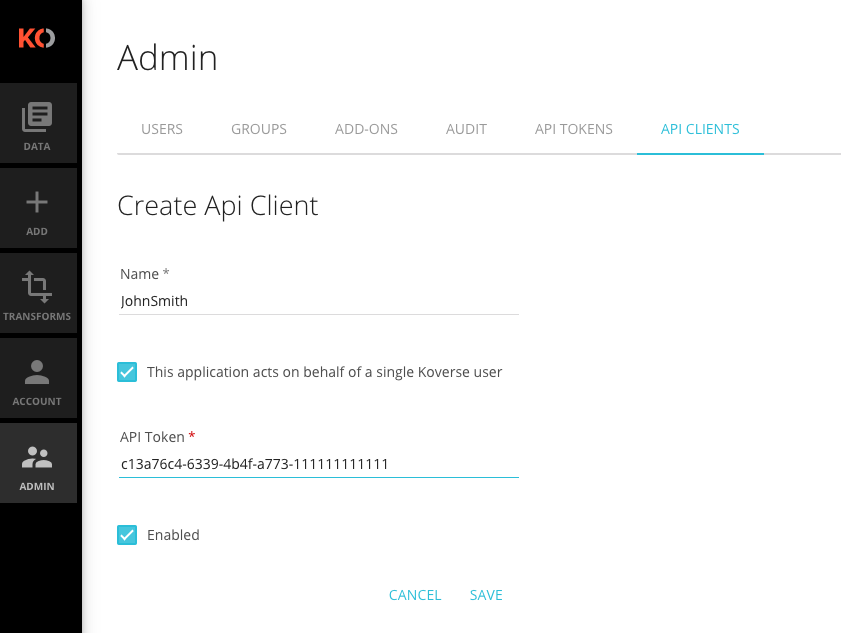 KO
DATA
ADD
TRANSFORMS
ACCOUNT
ADMIN
Admin
USERS GROUPS ADD-ONS AUDIT API TOKENS API CLIENTS
Create Api Client
Name *
JohnSmith
This application acts on behalf of a single Koverse user
API Token *
c13a76c4-6339-4b4f-a773-111111111111
Enabled
CANCEL SAVE